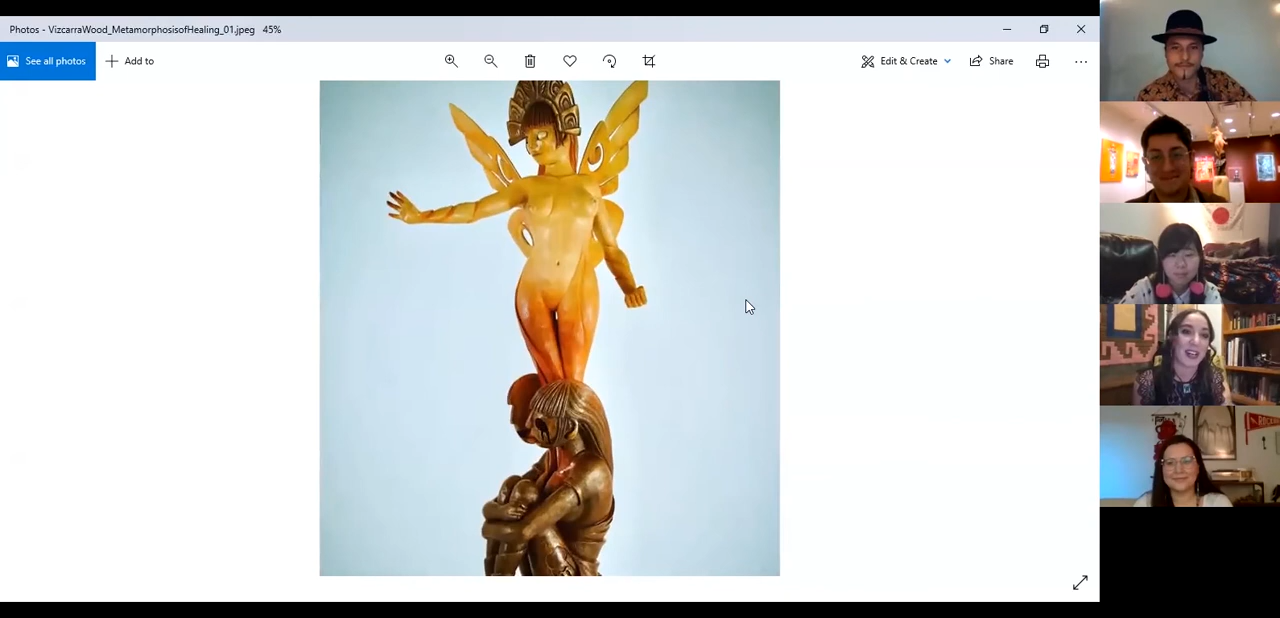 Photos - VizcarraWood_MetamorphosisofHealing_01.jpeg 45%
See all photos
Add to
Edit & Create
Share